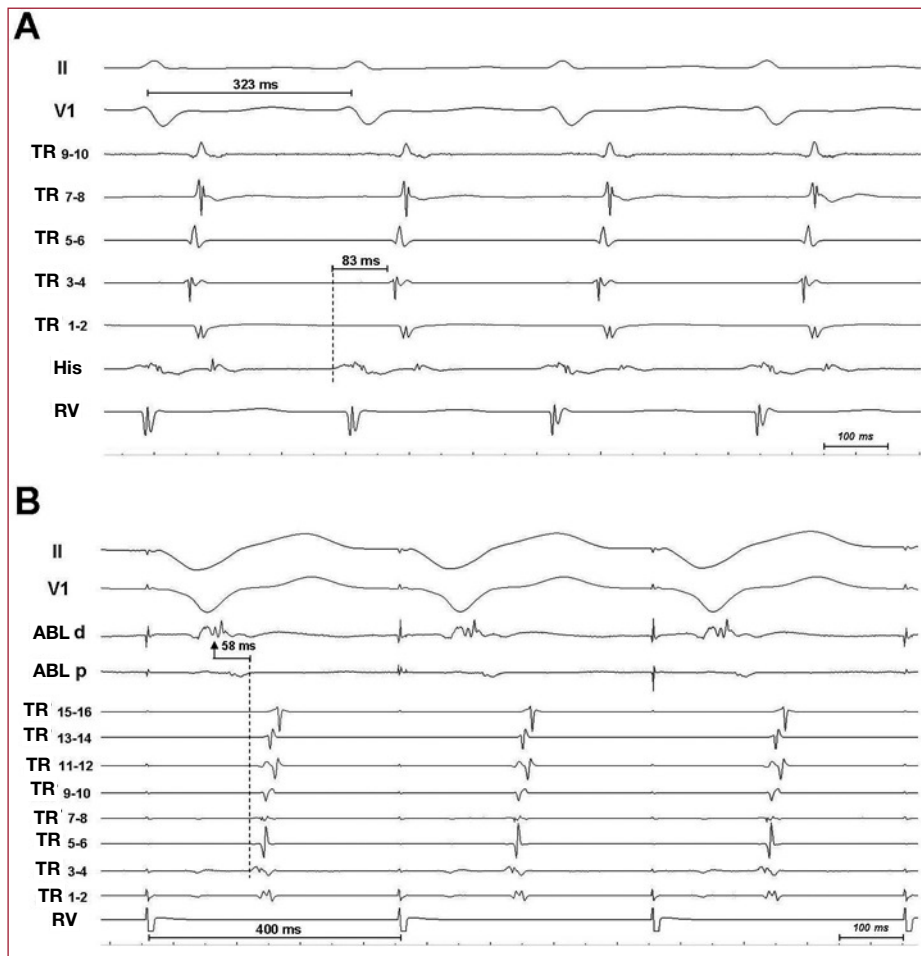 A
II
323 ms
V1
TR 9-10
TR 7-8
TR 5-6
83 ms
TR 3-4
TR 1-2
His
RV
100 ms
B
II
V1
ABL d
58 ms
ABL p
TR 15-16
TR 13-14
TR 11-12
TR 9-10
TR 7-8
TR 5-6
TR 3-4
TR 1-2
RV
400 ms
100 ms